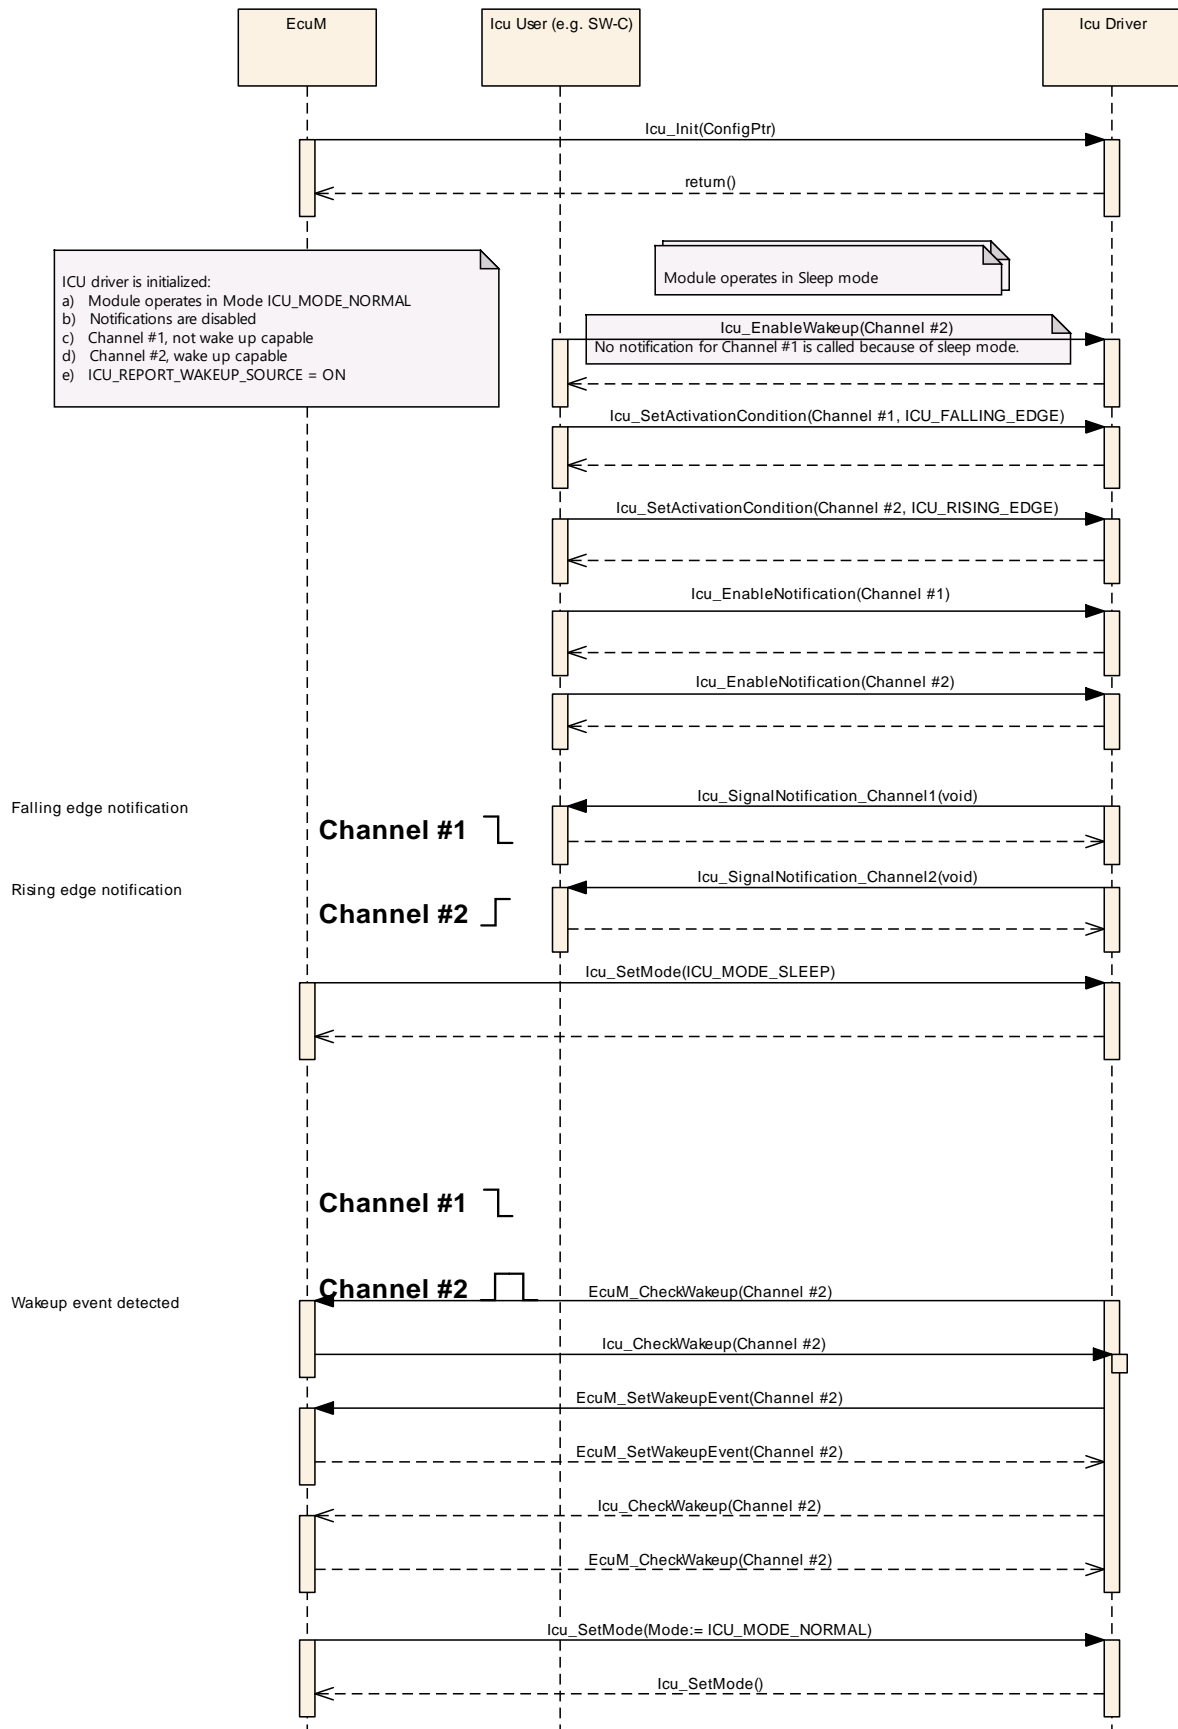 EcuM
Icu User (e.g. SW-C)
Icu Driver
Icu_Init(ConfigPtr)
return()
ICU driver is initialized:
a) Module operates in Mode ICU_MODE_NORMAL
b) Notifications are disabled
c) Channel #1, not wake up capable
d) Channel #2, wake up capable
e) ICU_REPORT_WAKEUP_SOURCE = ON
Module operates in Sleep mode
Icu_EnableWakeup(Channel #2)
No notification for Channel #1 is called because of sleep mode.
Icu_SetActivationCondition(Channel #1, ICU_FALLING_EDGE)
Icu_SetActivationCondition(Channel #2, ICU_RISING_EDGE)
Icu_EnableNotification(Channel #1)
Icu_EnableNotification(Channel #2)
Icu_SignalNotification_Channel1(void)
Falling edge notification
Channel #1
Icu_SignalNotification_Channel2(void)
Rising edge notification
Channel #2
Icu_SetMode(ICU_MODE_SLEEP)
Channel #1
Channel #2
EcuM_CheckWakeup(Channel #2)
Wakeup event detected
Icu_CheckWakeup(Channel #2)
EcuM_SetWakeupEvent(Channel #2)
EcuM_SetWakeupEvent(Channel #2)
Icu_CheckWakeup(Channel #2)
EcuM_CheckWakeup(Channel #2)
Icu_SetMode(Mode:= ICU_MODE_NORMAL)
Icu_SetMode()